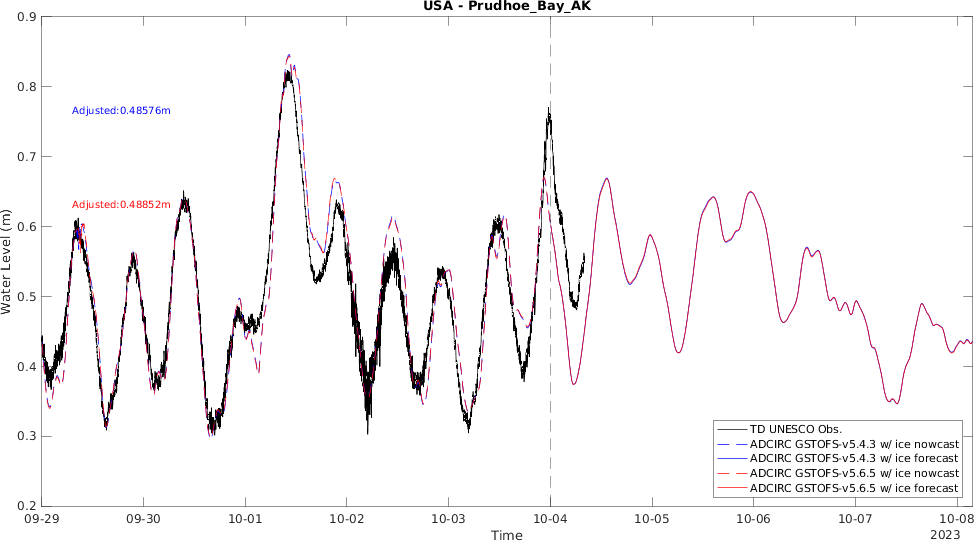 USA - Prudhoe_Bay_AK
0.9
0.8
Adjusted:0.48576m
0.7
Adjusted:0.48852m
0.6
0.5
0.4
0.3
0.2
Water Level (m)
TD UNESCO Obs.
ADCIRC GSTOFS-v5.4.3 w/ ice nowcast
ADCIRC GSTOFS-v5.4.3 w/ ice forecast
ADCIRC GSTOFS-v5.6.5 w/ ice nowcast
ADCIRC GSTOFS-v5.6.5 w/ ice forecast
09-29 09-30 10-01 10-02 10-03 10-04 10-05 10-06 10-07 10-08
Time
2023